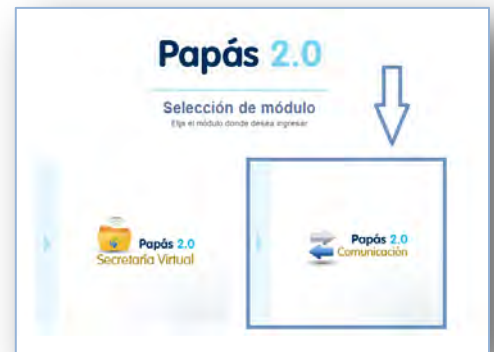 Papás 2.0
Selección de módulo
Elija el módulo donde desea ingresar
Papás 2.0
Secretaría Virtual
Papás 2.0
Comunicación